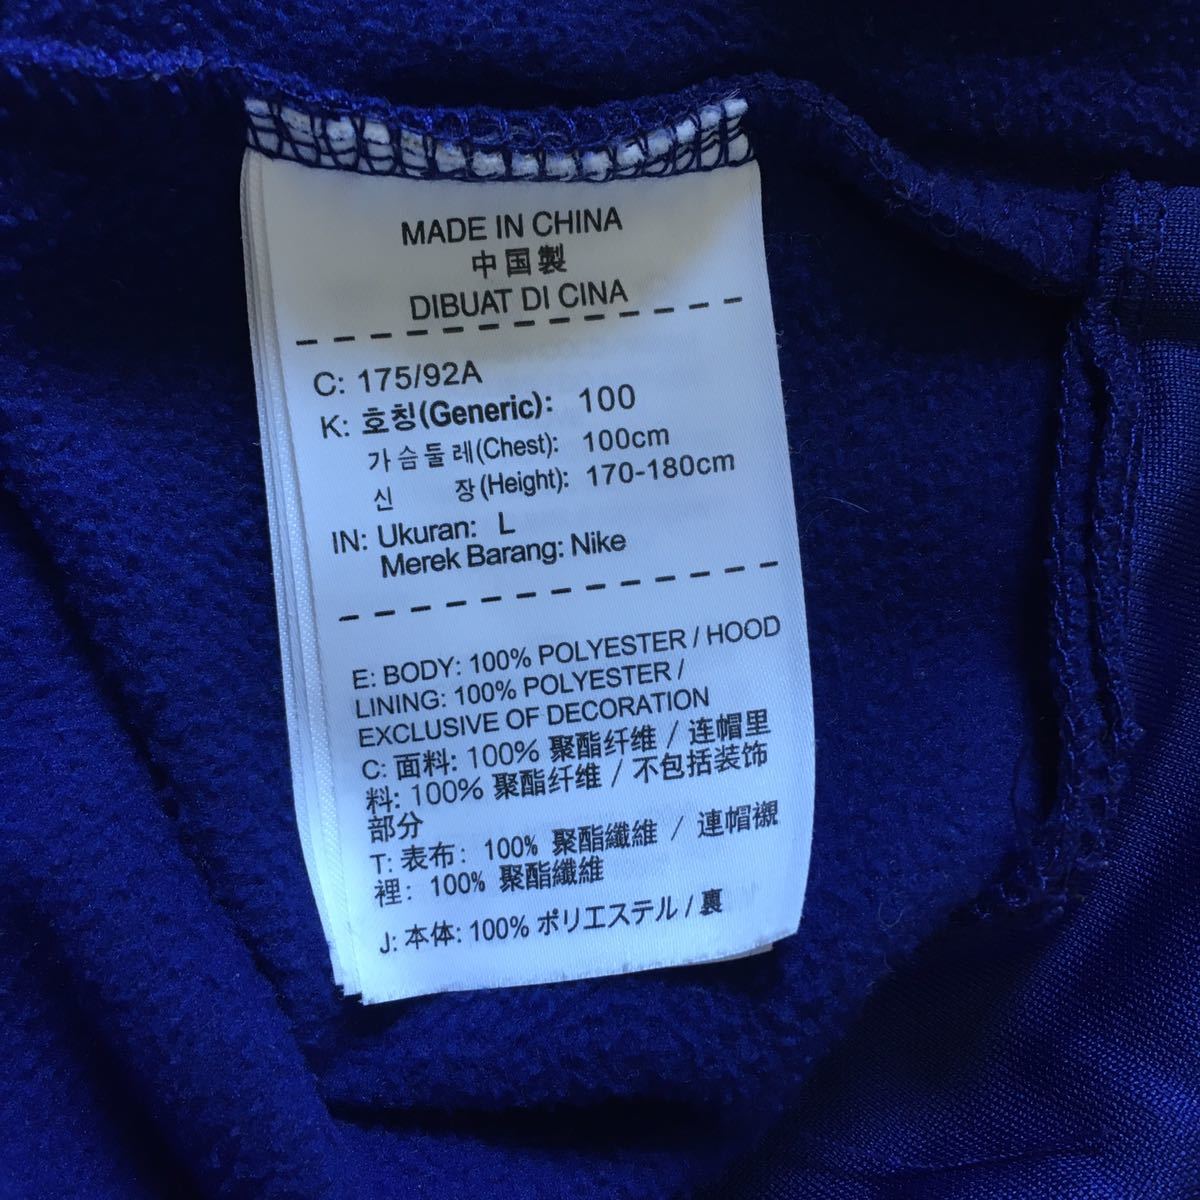 MADE IN CHINA
中国製
DIBUAT DI CINA
C: 175/92A
K: 호칭(Generic): 100
가슴둘레(Chest): 100cm
신 장(Height): 170-180cm
IN: Ukuran: L
Merek Barang: Nike
E: BODY: 100% POLYESTER / HOOD
LINING: 100% POLYESTER /
EXCLUSIVE OF DECORATION
C: 面料: 100% 聚酯纤维 / 连帽里
料: 100% 聚酯纤维 / 不包括装饰
部分
T: 表布: 100% 聚酯纖維 / 連帽襯
裡: 100% 聚酯纖維
J: 本体: 100% ポリエステル / 裏